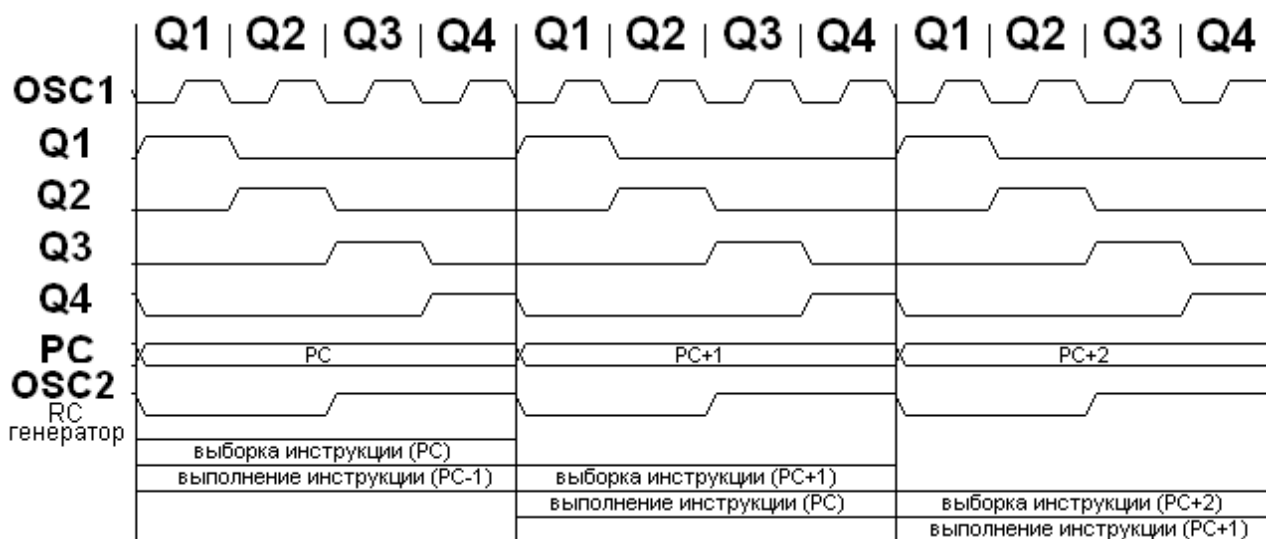 Q1 | Q2 | Q3 | Q4 | Q1 | Q2 | Q3 | Q4 | Q1 | Q2 | Q3 | Q4
OSC1
Q1
Q2
Q3
Q4
PC PC PC+1 PC+2
OSC2
RC
генератор
выборка инструкции (PC)
выполнение инструкции (PC-1) выборка инструкции (PC+1)
выполнение инструкции (PC) выборка инструкции (PC+2)
выполнение инструкции (PC+1)